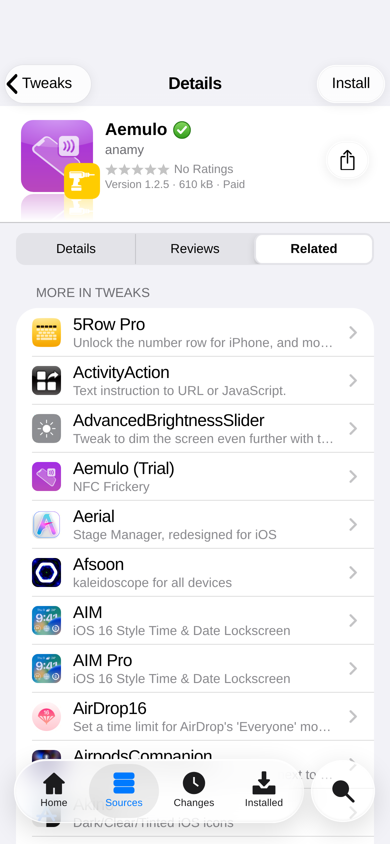 Tweaks
Details
Install
Aemulo
anamy
No Ratings
Version 1.2.5 · 610 kB · Paid
Details
Reviews
Related
MORE IN TWEAKS
5Row Pro
Unlock the number row for iPhone, and mo…
ActivityAction
Text instruction to URL or JavaScript.
AdvancedBrightnessSlider
Tweak to dim the screen even further with t…
Aemulo (Trial)
NFC Frickery
Aerial
Stage Manager, redesigned for iOS
Afsoon
kaleidoscope for all devices
AIM
iOS 16 Style Time & Date Lockscreen
AIM Pro
iOS 16 Style Time & Date Lockscreen
AirDrop16
Set a time limit for AirDrop's 'Everyone' mo…
AirpodsCompanion
Home
Sources
Changes
Installed
Dark/Clear/Tinted iOS icons